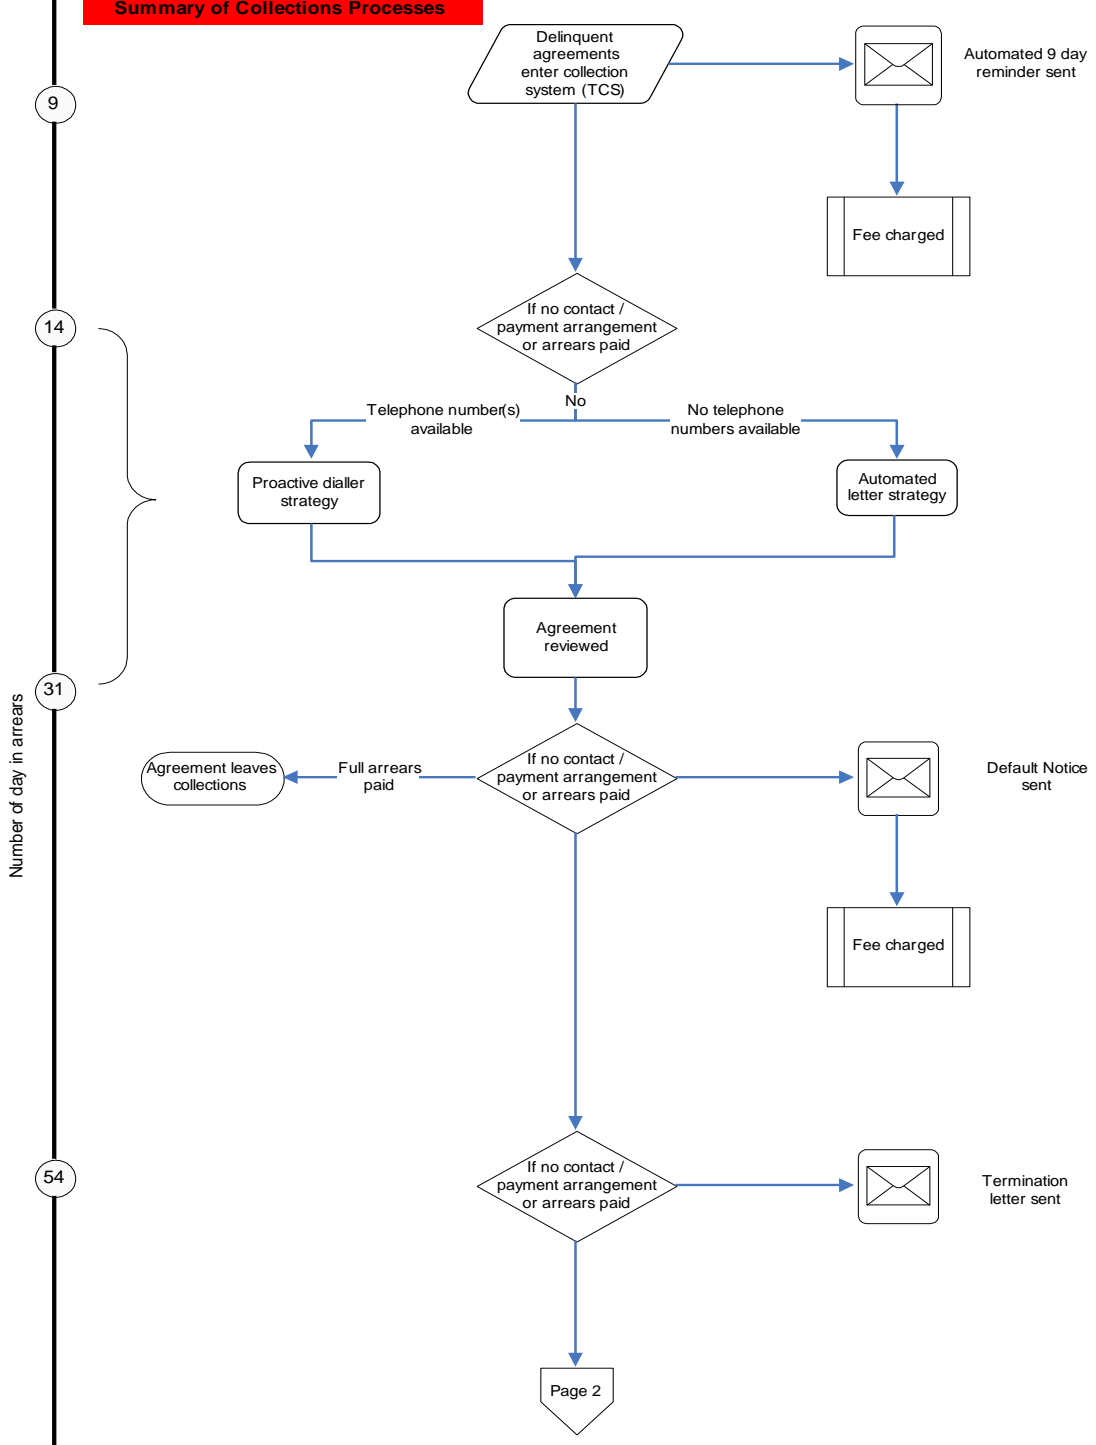 Summary of Collections Processes
Delinquent
agreements
enter collection
system (TCS)
Automated 9 day
reminder sent
9
Fee charged
14
If no contact /
payment arrangement
or arrears paid
No
Telephone number(s)
available
No telephone
numbers available
Proactive dialler
strategy
Automated
letter strategy
Agreement
reviewed
31
Number of day in arrears
Agreement leaves
collections
Full arrears
paid
If no contact /
payment arrangement
or arrears paid
Default Notice
sent
Fee charged
54
If no contact /
payment arrangement
or arrears paid
Termination
letter sent
Page 2